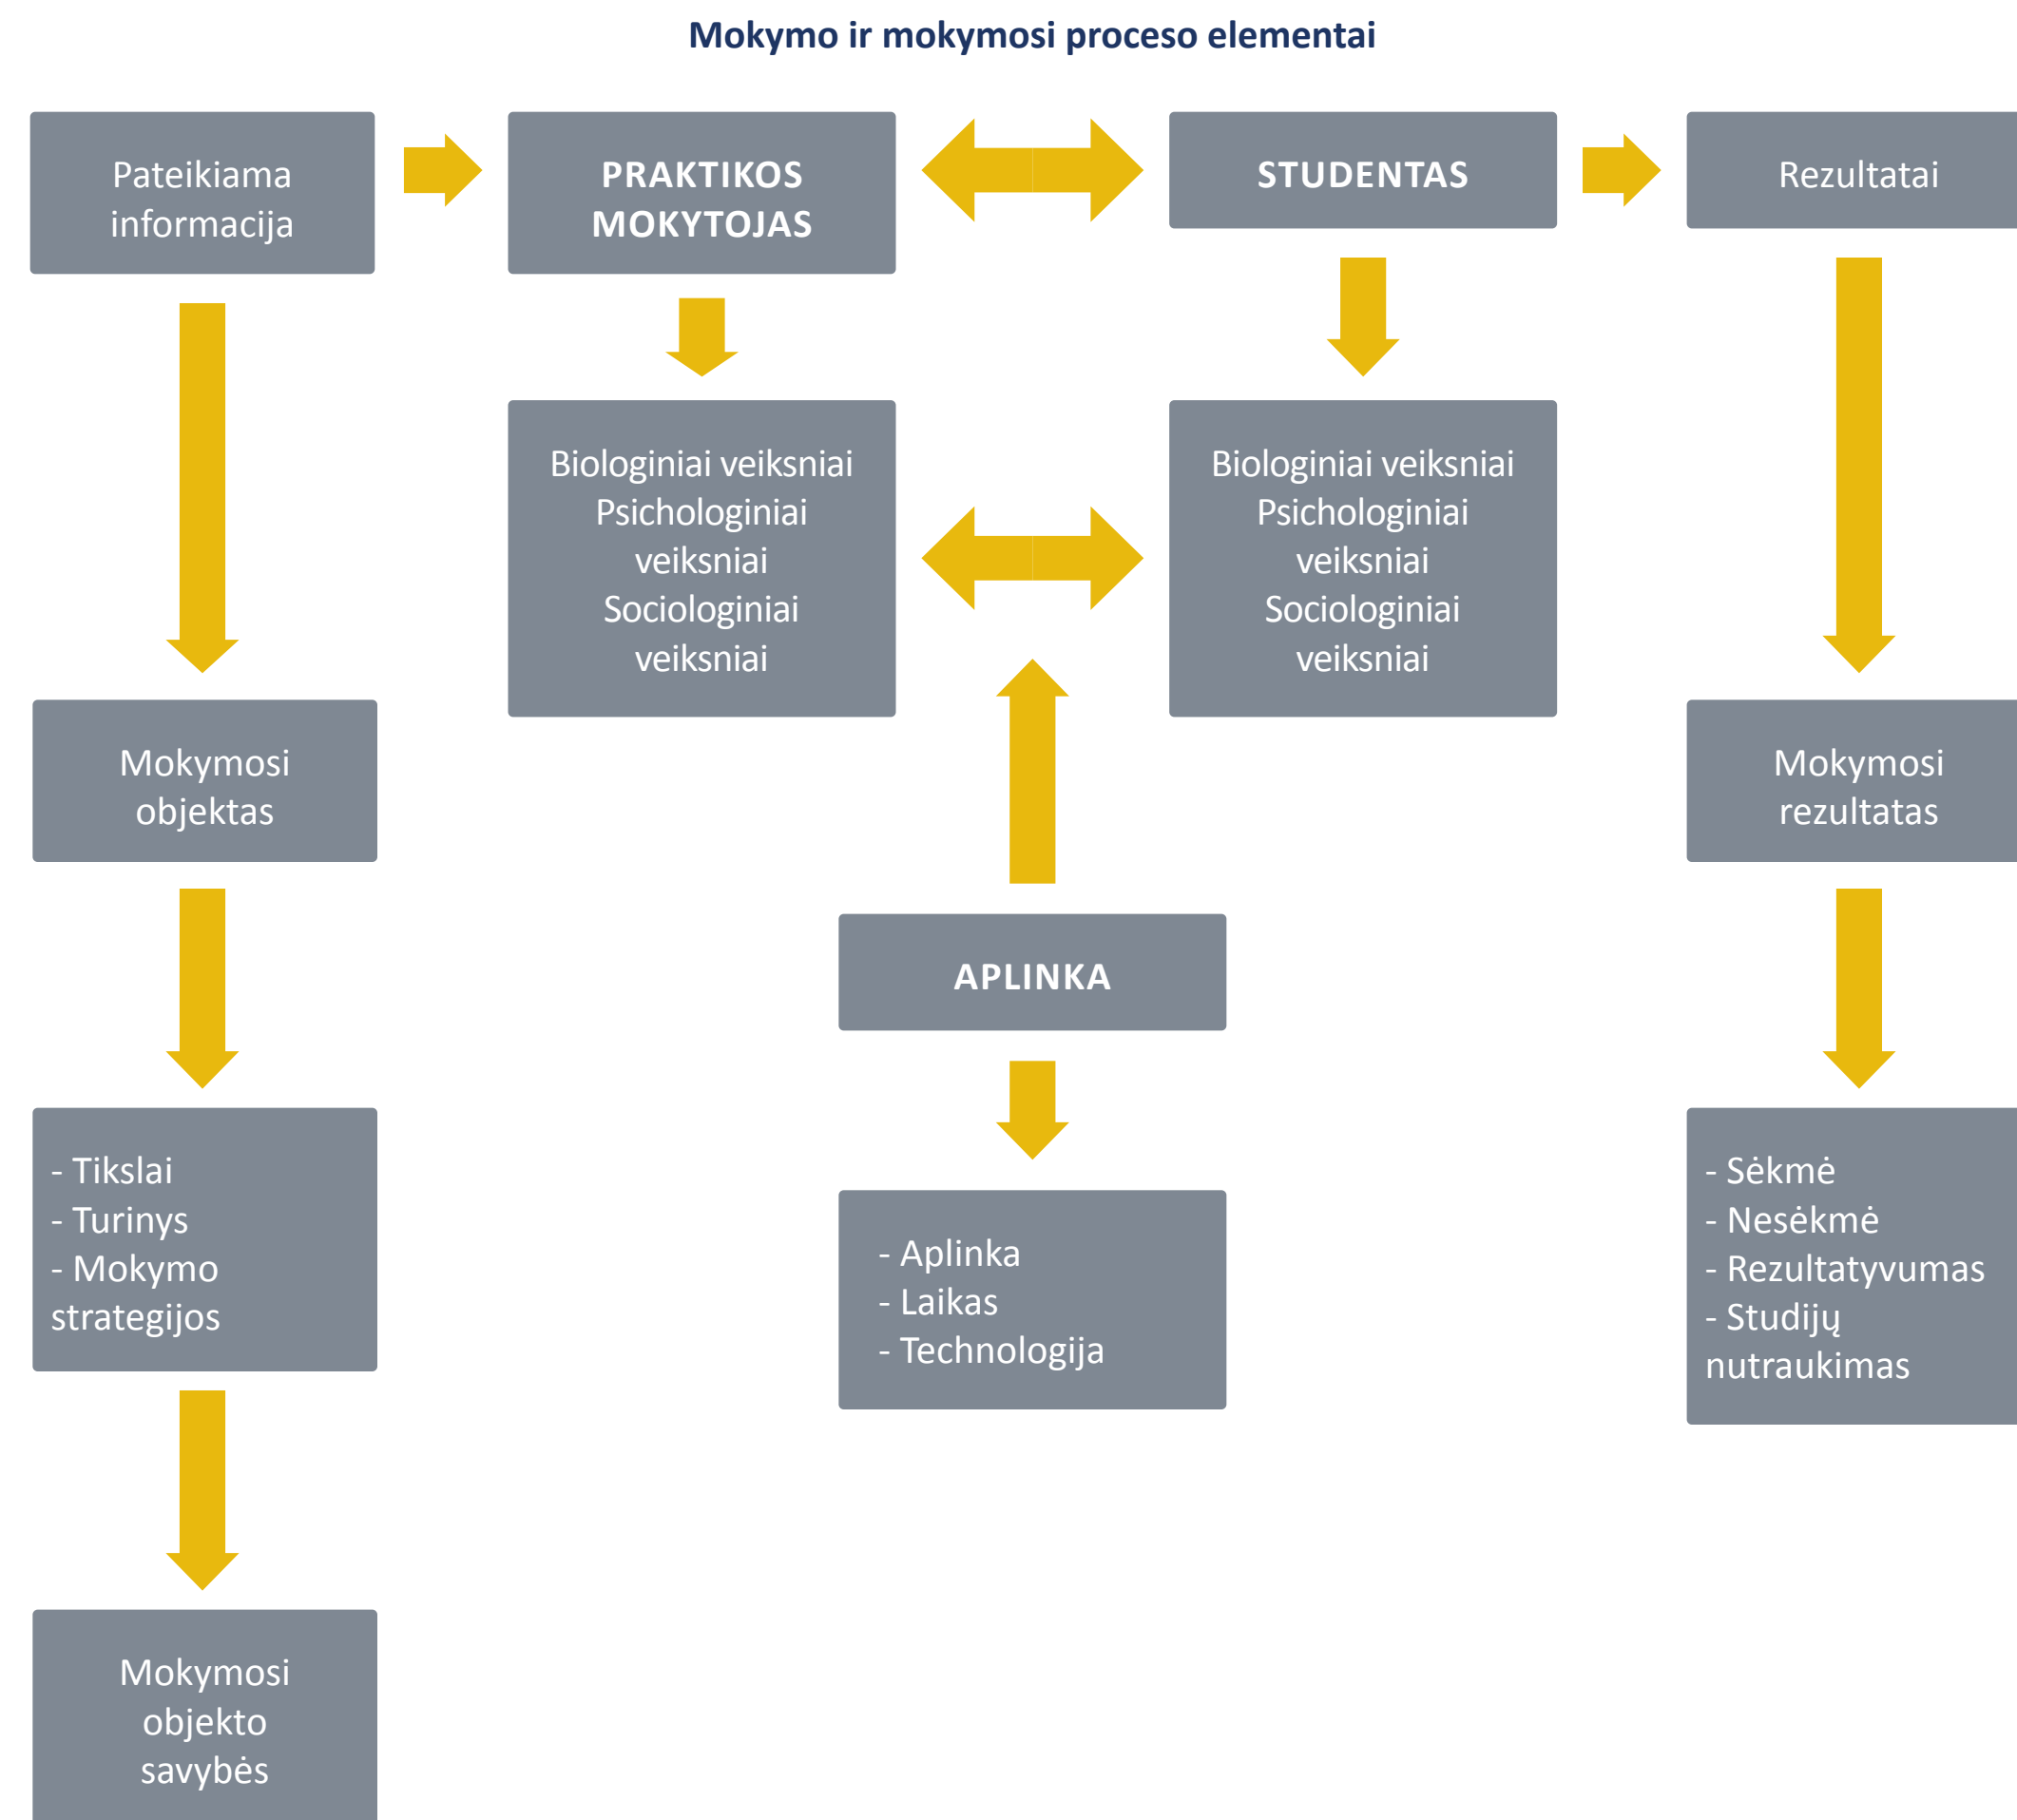 Mokymo ir mokymosi proceso elementai
Pateikiama
informacija
PRAKTIKOS
MOKYTOJAS
STUDENTAS
Rezultatai
Biologiniai veiksniai
Psichologiniai
veiksniai
Sociologiniai
veiksniai
Biologiniai veiksniai
Psichologiniai
veiksniai
Sociologiniai
veiksniai
Mokymosi
objektas
Mokymosi
rezultatas
APLINKA
- Tikslai
- Turinys
- Mokymo
strategijos
- Aplinka
- Laikas
- Technologija
- Sėkmė
- Nesėkmė
- Rezultatyvumas
- Studijų
nutraukimas
Mokymosi
objekto
savybės